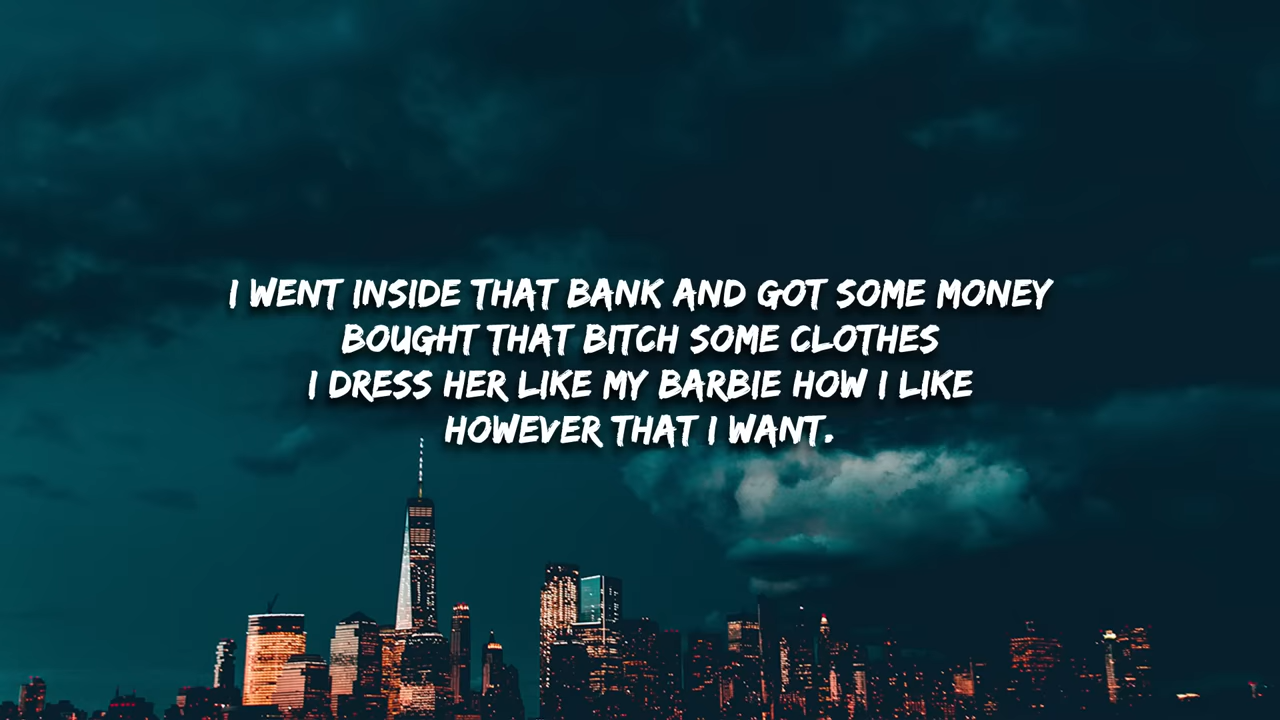 I WENT INSIDE THAT BANK AND GOT SOME MONEY
BOUGHT THAT BITCH SOME CLOTHES
I DRESS HER LIKE MY BARBIE HOW I LIKE
HOWEVER THAT I WANT.